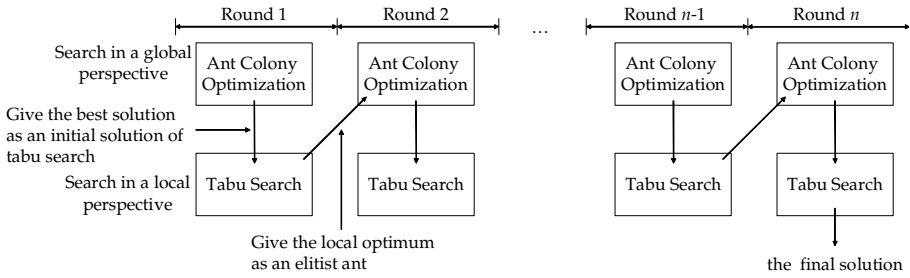 Round 1
Round 2
...
Round n-1
Round n
Search in a global
perspective
Ant Colony
Optimization
Ant Colony
Optimization
Ant Colony
Optimization
Ant Colony
Optimization
Give the best solution
as an initial solution of
tabu search
Search in a local
perspective
Tabu Search
Tabu Search
Tabu Search
Tabu Search
Give the local optimum
as an elitist ant
the final solution